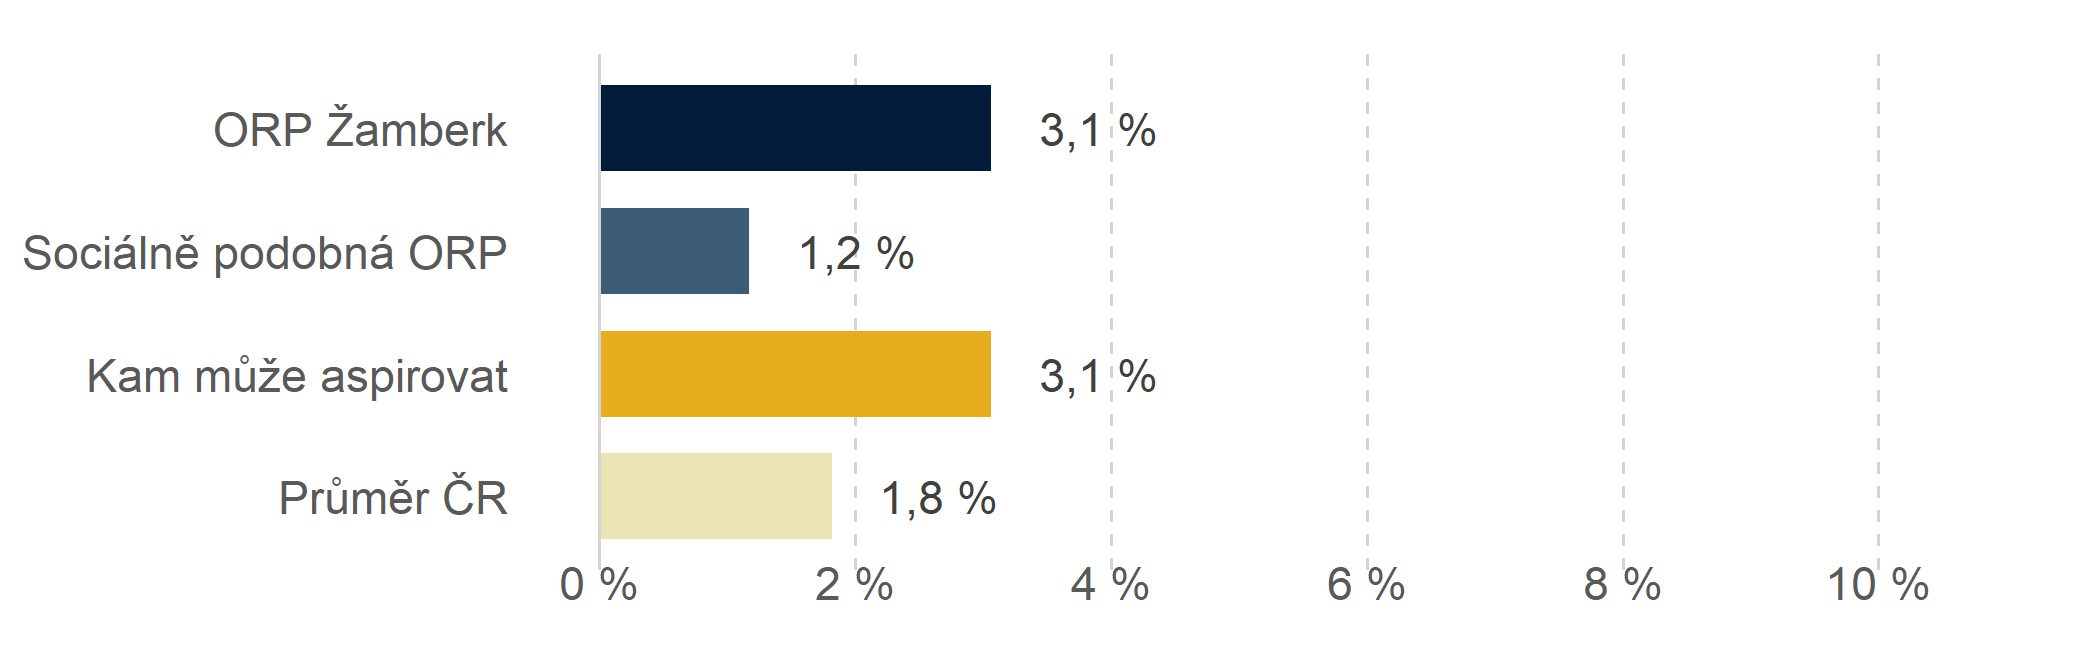 ORP Žamberk 3,1 %
Sociálně podobná ORP 1,2 %
Kam může aspirovat 3,1 %
Průměr ČR 1,8 %
0 % 2 % 4 % 6 % 8 % 10 %